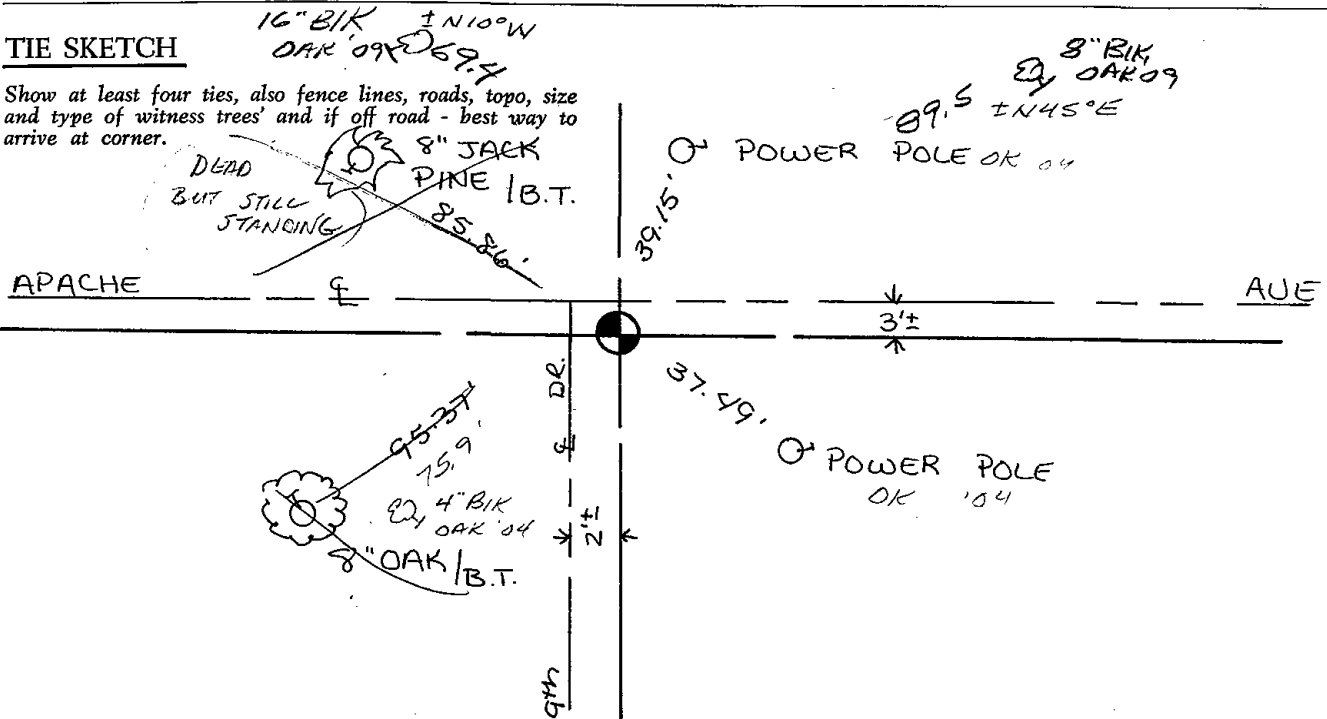 TIE SKETCH
16" BIK ± N10°W
OAK '09 69.4
Show at least four ties, also fence lines, roads, topo, size
and type of witness trees' and if off road - best way to
arrive at corner.
8" BIK
OAK 09
89.5 ± N45°E
DEAD
BUT STILL
STANDING
8" JACK
PINE / B.T.
85.86'
POWER POLE OK 04
39.15'
APACHE ℄ AVE
3'±
DR.
℄
37.49'
95.37
75.9'
4" BIK
OAK '04
8" OAK / B.T.
2'±
POWER POLE
OK '04
9th